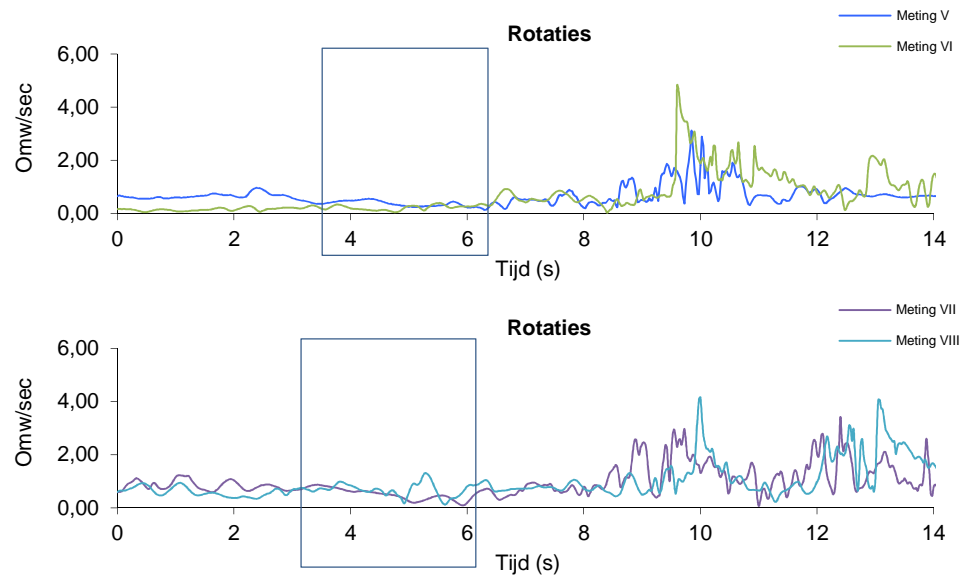 Meting V
Rotaties
Meting VI
6,00
4,00
2,00
0,00
Omw/sec
0 2 4 6 8 10 12 14
Tijd (s)
Meting VII
Rotaties
Meting VIII
6,00
4,00
2,00
0,00
Omw/sec
0 2 4 6 8 10 12 14
Tijd (s)